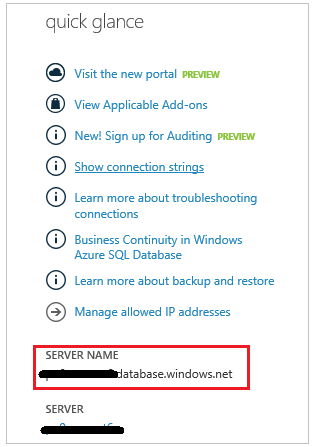 quick glance
Visit the new portal PREVIEW
View Applicable Add-ons
New! Sign up for Auditing PREVIEW
Show connection strings
Learn more about troubleshooting
connections
Business Continuity in Windows
Azure SQL Database
Learn more about backup and restore
Manage allowed IP addresses
SERVER NAME
database.windows.net
SERVER